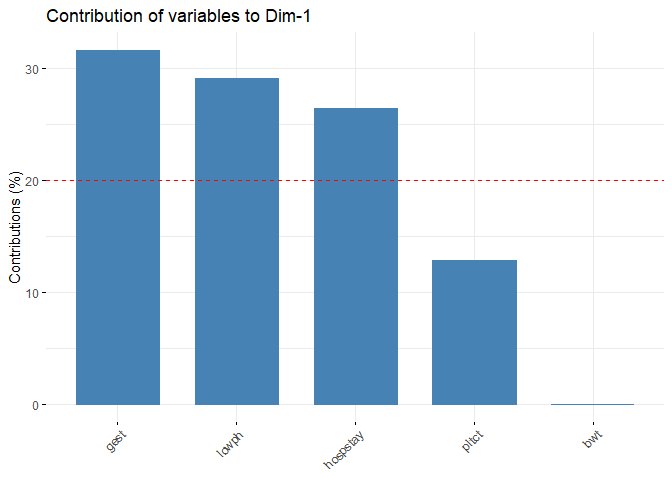 Contribution of variables to Dim-1
Contributions (%)
30
20
10
0
gest
lowph
hospstay
pltct
bwt